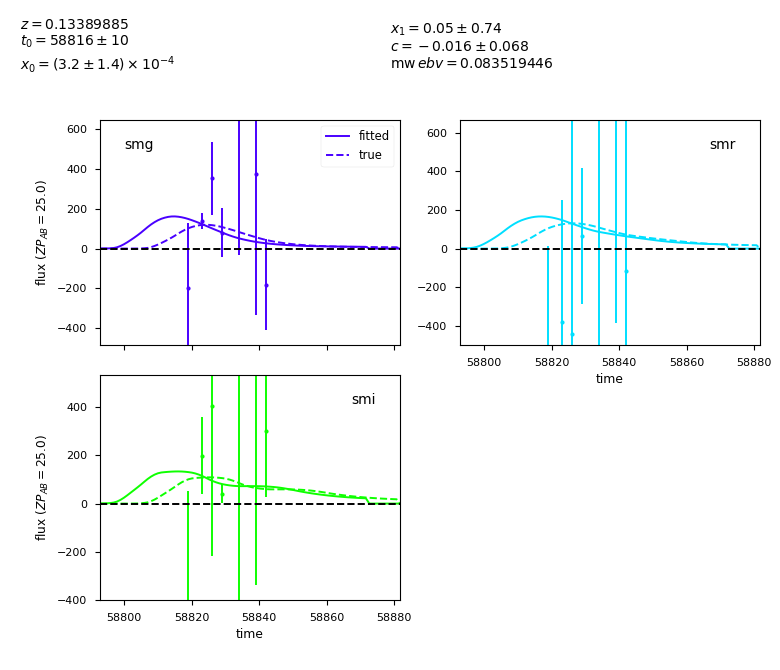 z = 0.13389885
t₀ = 58816 ± 10
x₀ = (3.2 ± 1.4) × 10⁻⁴
x₁ = 0.05 ± 0.74
c = −0.016 ± 0.068
mw ebv = 0.083519446
smg
fitted
true
600
400
200
0
−200
−400
flux (ZP_AB = 25.0)
smr
600
400
200
0
−200
−400
58800 58820 58840 58860 58880
time
smi
400
200
0
−200
−400
flux (ZP_AB = 25.0)
58800 58820 58840 58860 58880
time